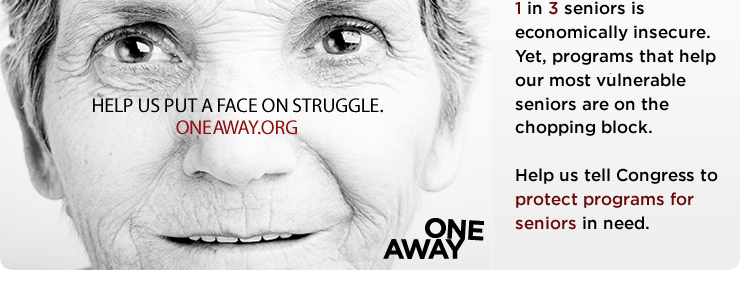 HELP US PUT A FACE ON STRUGGLE.
ONEAWAY.ORG
ONE
AWAY
1 in 3 seniors is
economically insecure.
Yet, programs that help
our most vulnerable
seniors are on the
chopping block.
Help us tell Congress to
protect programs for
seniors in need.